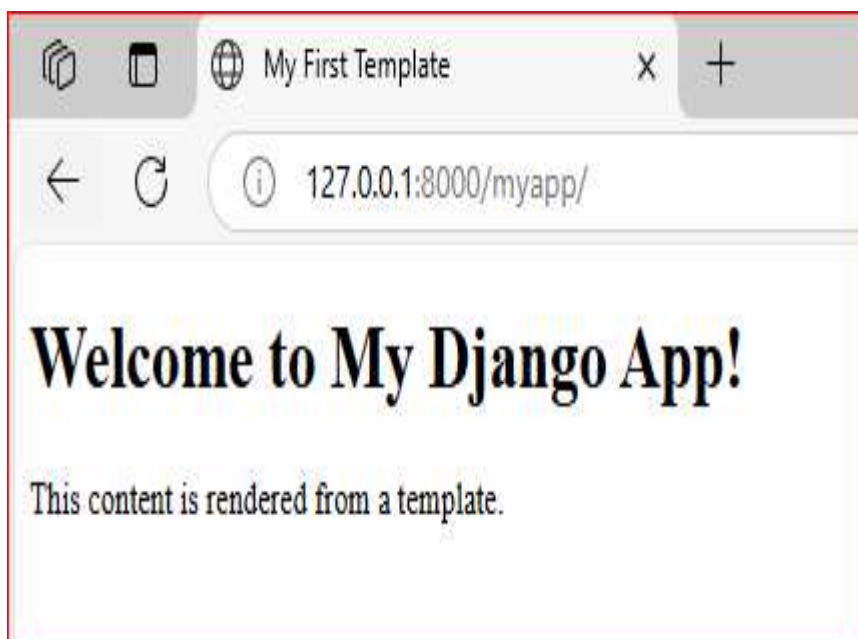 My First Template
127.0.0.1:8000/myapp/
Welcome to My Django App!
This content is rendered from a template.